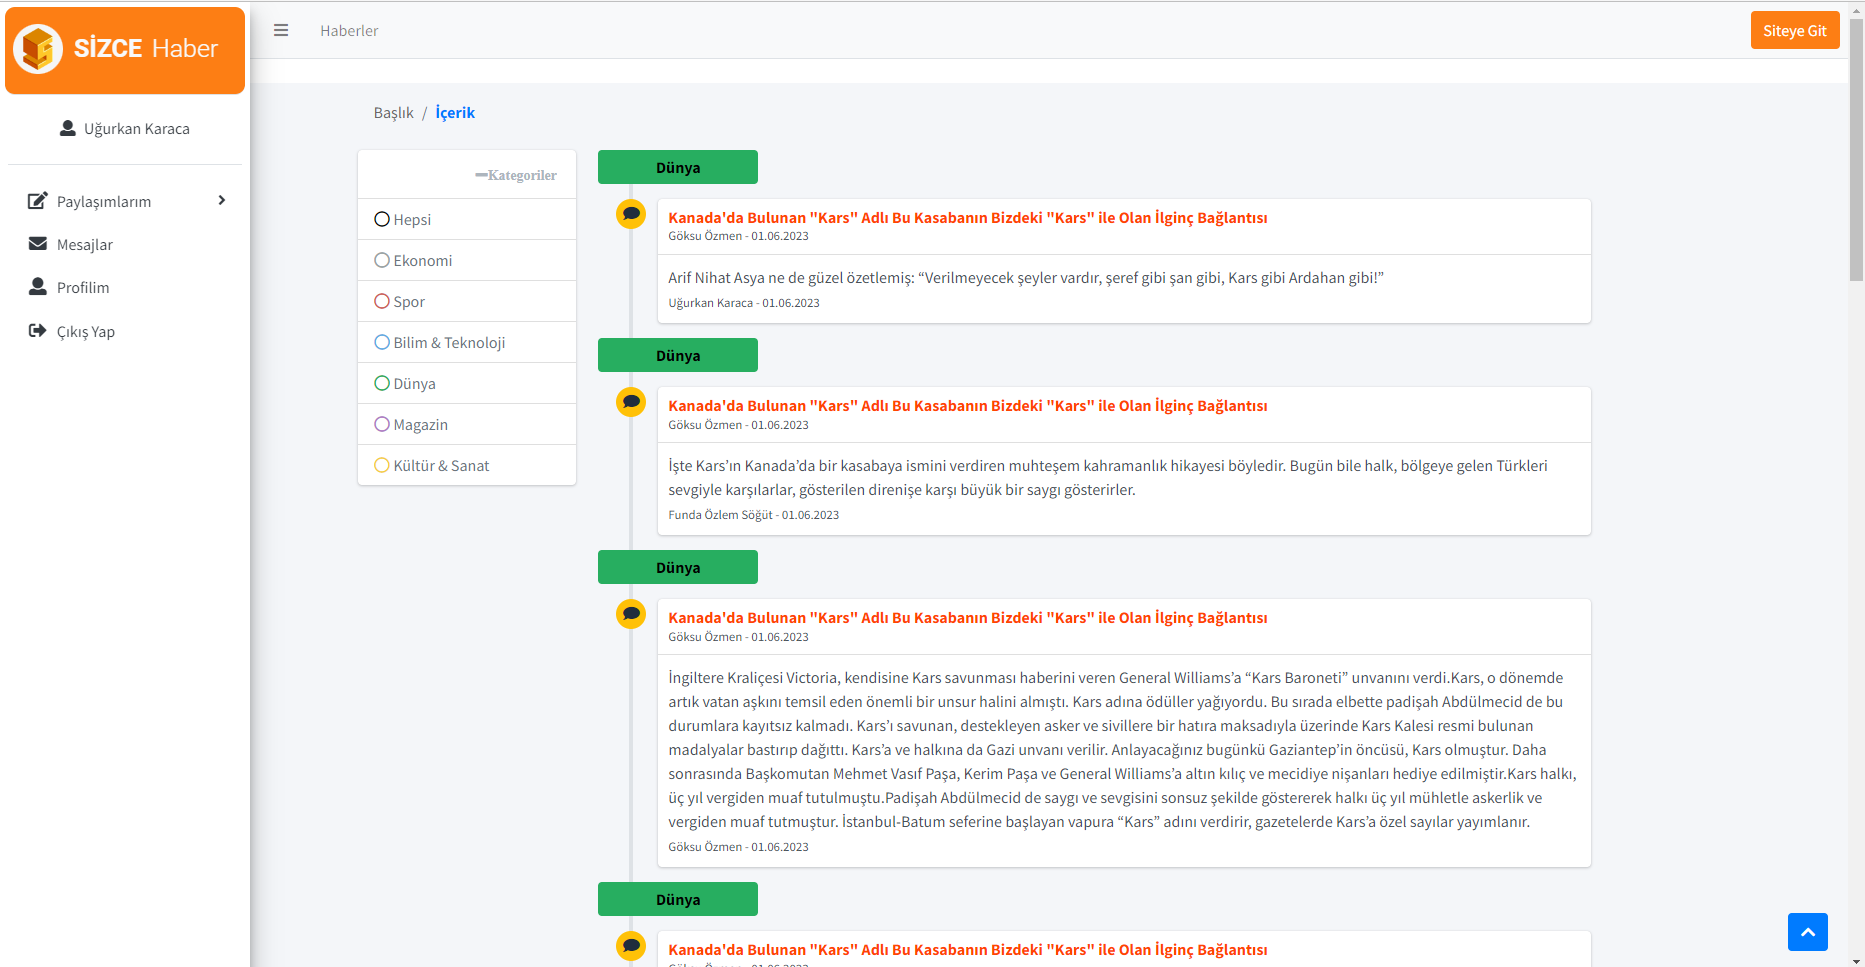 SİZCE Haber
Haberler
Siteye Git
Uğurkan Karaca
Paylaşımlarım
Mesajlar
Profilim
Çıkış Yap
Başlık / İçerik
Kategoriler
Hepsi
Ekonomi
Spor
Bilim & Teknoloji
Dünya
Magazin
Kültür & Sanat
Dünya
Kanada'da Bulunan "Kars" Adlı Bu Kasabanın Bizdeki "Kars" ile Olan İlginç Bağlantısı
Göksu Özmen - 01.06.2023
Arif Nihat Asya ne de güzel özetlemiş: “Verilmeyecek şeyler vardır, şeref gibi şan gibi, Kars gibi Ardahan gibi!”
Uğurkan Karaca - 01.06.2023
Dünya
Kanada'da Bulunan "Kars" Adlı Bu Kasabanın Bizdeki "Kars" ile Olan İlginç Bağlantısı
Göksu Özmen - 01.06.2023
İşte Kars’ın Kanada’da bir kasabaya ismini verdiren muhteşem kahramanlık hikayesi böyledir. Bugün bile halk, bölgeye gelen Türkleri
sevgiyle karşılarlar, gösterilen direnişe karşı büyük bir saygı gösterirler.
Funda Özlem Söğüt - 01.06.2023
Dünya
Kanada'da Bulunan "Kars" Adlı Bu Kasabanın Bizdeki "Kars" ile Olan İlginç Bağlantısı
Göksu Özmen - 01.06.2023
İngiltere Kraliçesi Victoria, kendisine Kars savunması haberini veren General Williams’a “Kars Baroneti” unvanını verdi.Kars, o dönemde
artık vatan aşkını temsil eden önemli bir unsur halini almıştı. Kars adına ödüller yağıyordu. Bu sırada elbette padişah Abdülmecid de bu
durumlara kayıtsız kalmadı. Kars’ı savunan, destekleyen asker ve sivillere bir hatıra maksadıyla üzerinde Kars Kalesi resmi bulunan
madalyalar bastırıp dağıttı. Kars’a ve halkına da Gazi unvanı verilir. Anlayacağınız bugünkü Gaziantep’in öncüsü, Kars olmuştur. Daha
sonrasında Başkomutan Mehmet Vasıf Paşa, Kerim Paşa ve General Williams’a altın kılıç ve mecidiye nişanları hediye edilmiştir.Kars halkı,
üç yıl vergiden muaf tutulmuştu.Padişah Abdülmecid de saygı ve sevgisini sonsuz şekilde göstererek halkı üç yıl mühletle askerlik ve
vergiden muaf tutmuştur. İstanbul-Batum seferine başlayan vapura “Kars” adını verdirir, gazetelerde Kars’a özel sayılar yayımlanır.
Göksu Özmen - 01.06.2023
Dünya
Kanada'da Bulunan "Kars" Adlı Bu Kasabanın Bizdeki "Kars" ile Olan İlginç Bağlantısı